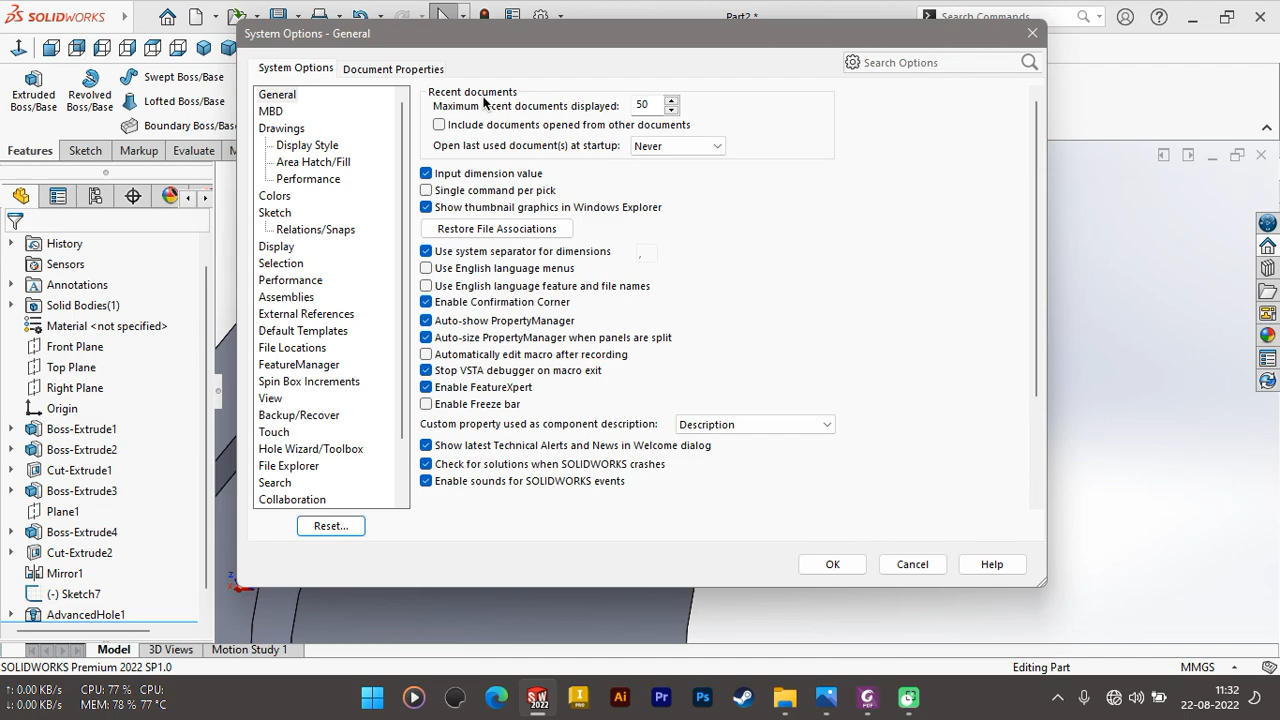 SOLIDWORKS
Part2 *
Search Commands
System Options - General
System Options
Document Properties
Search Options
Extruded
Boss/Base
Revolved
Boss/Base
Swept Boss/Base
Lofted Boss/Base
Boundary Boss/Base
Features
Sketch
Markup
Evaluate
History
Sensors
Annotations
Solid Bodies(1)
Material <not specified>
Front Plane
Top Plane
Right Plane
Origin
Boss-Extrude1
Boss-Extrude2
Cut-Extrude1
Boss-Extrude3
Plane1
Boss-Extrude4
Cut-Extrude2
Mirror1
(-) Sketch7
AdvancedHole1
General
MBD
Drawings
Display Style
Area Hatch/Fill
Performance
Colors
Sketch
Relations/Snaps
Display
Selection
Performance
Assemblies
External References
Default Templates
File Locations
FeatureManager
Spin Box Increments
View
Backup/Recover
Touch
Hole Wizard/Toolbox
File Explorer
Search
Collaboration
Reset...
Recent documents
Maximum recent documents displayed: 50
Include documents opened from other documents
Open last used document(s) at startup: Never
Input dimension value
Single command per pick
Show thumbnail graphics in Windows Explorer
Restore File Associations
Use system separator for dimensions ,
Use English language menus
Use English language feature and file names
Enable Confirmation Corner
Auto-show PropertyManager
Auto-size PropertyManager when panels are split
Automatically edit macro after recording
Stop VSTA debugger on macro exit
Enable FeatureXpert
Enable Freeze bar
Custom property used as component description: Description
Show latest Technical Alerts and News in Welcome dialog
Check for solutions when SOLIDWORKS crashes
Enable sounds for SOLIDWORKS events
OK
Cancel
Help
Model
3D Views
Motion Study 1
SOLIDWORKS Premium 2022 SP1.0
Editing Part
MMGS
↑: 0.00 KB/s
↓: 0.00 KB/s
CPU: 77 % CPU:
MEM: 78 % 77 °C
11:32
22-08-2022